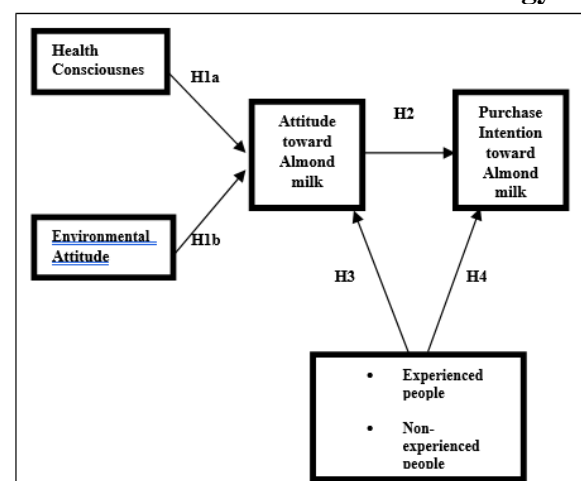 gy
Health
Consciousnes
H1a
Attitude
toward
Almond
milk
H2
Purchase
Intention
toward
Almond
milk
Environmental
Attitude
H1b
H3
H4
• Experienced
people
• Non-
experienced
people